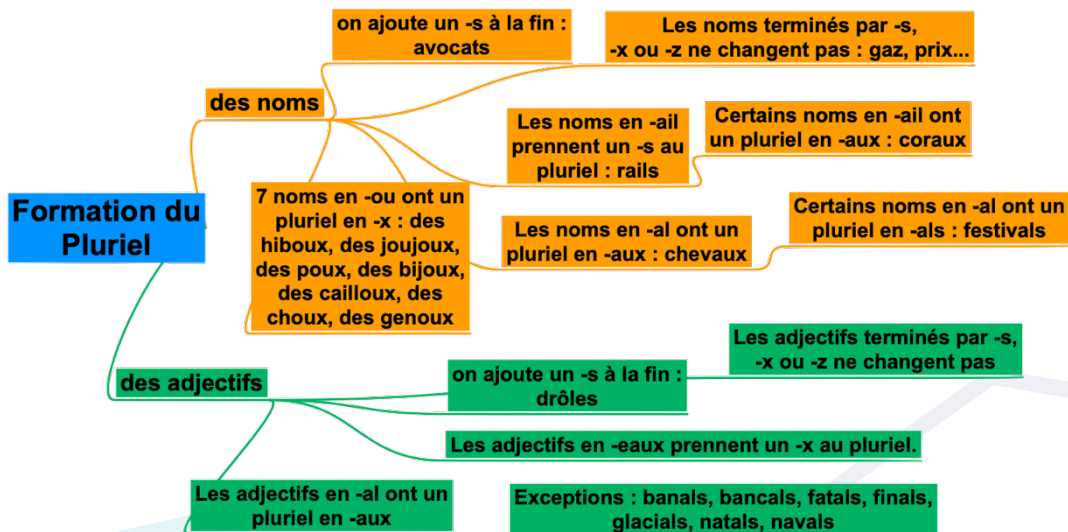 Formation du
Pluriel
des noms
on ajoute un -s à la fin :
avocats
Les noms terminés par -s,
-x ou -z ne changent pas : gaz, prix...
Les noms en -ail
prennent un -s au
pluriel : rails
Certains noms en -ail ont
un pluriel en -aux : coraux
Les noms en -al ont un
pluriel en -aux : chevaux
Certains noms en -al ont un
pluriel en -als : festivals
7 noms en -ou ont un
pluriel en -x : des
hiboux, des joujoux,
des poux, des bijoux,
des cailloux, des
choux, des genoux
des adjectifs
on ajoute un -s à la fin :
drôles
Les adjectifs terminés par -s,
-x ou -z ne changent pas
Les adjectifs en -eaux prennent un -x au pluriel.
Les adjectifs en -al ont un
pluriel en -aux
Exceptions : banals, bancals, fatals, finals,
glacials, natals, navals